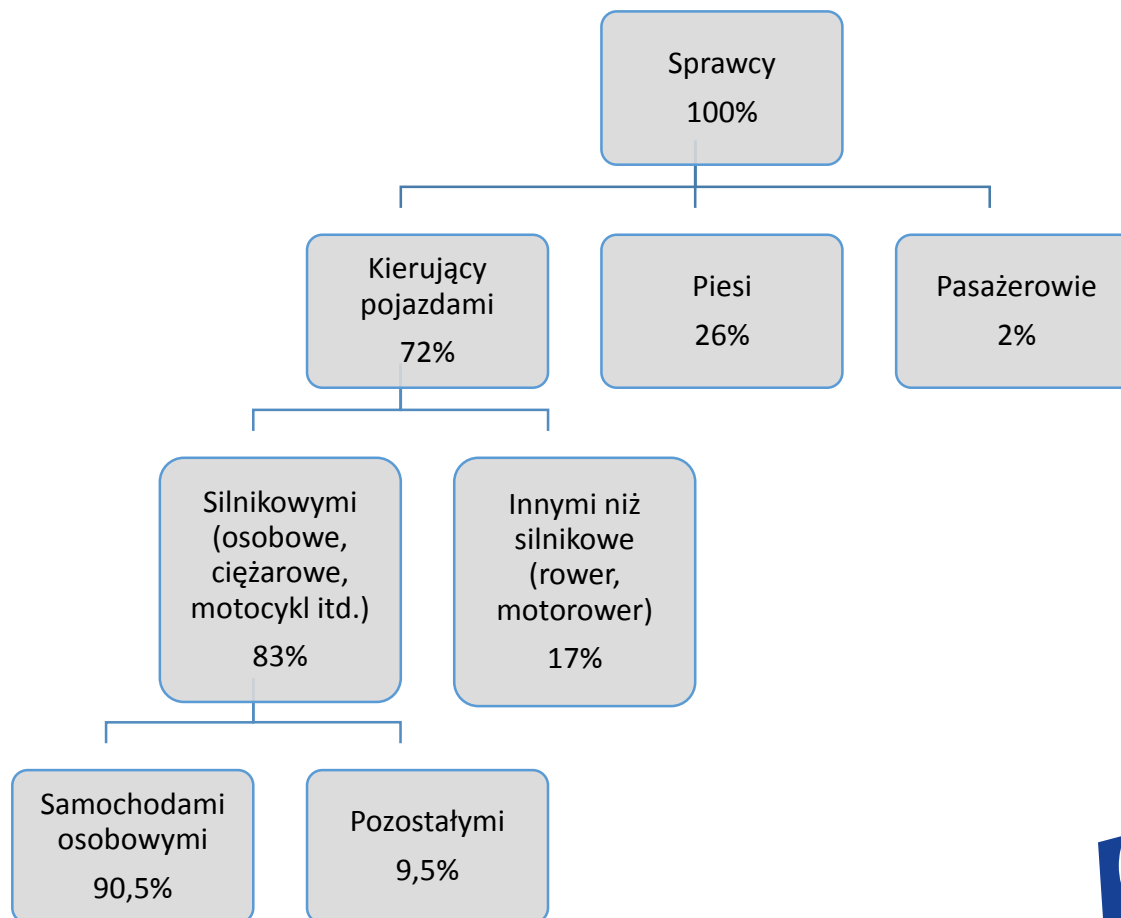 Sprawcy
100%
Kierujący
pojazdami
72%
Piesi
26%
Pasażerowie
2%
Silnikowymi
(osobowe,
ciężarowe,
motocykl itd.)
83%
Innymi niż
silnikowe
(rower,
motorower)
17%
Samochodami
osobowymi
90,5%
Pozostałymi
9,5%